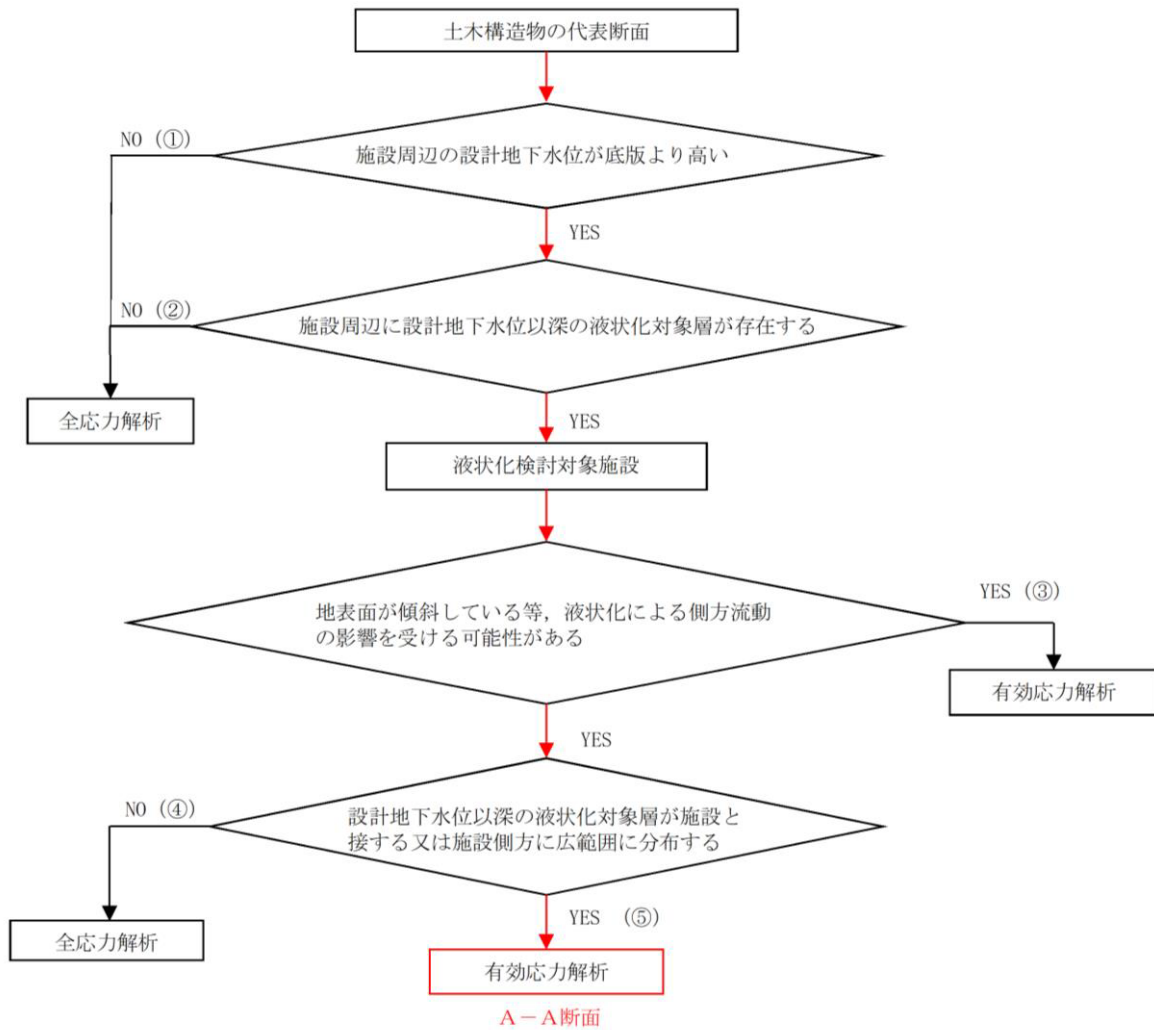 土木構造物の代表断面
NO (①)
施設周辺の設計地下水位が底版より高い
YES
NO (②)
施設周辺に設計地下水位以深の液状化対象層が存在する
全応力解析
YES
液状化検討対象施設
YES (③)
地表面が傾斜している等，液状化による側方流動
の影響を受ける可能性がある
有効応力解析
YES
NO (④)
設計地下水位以深の液状化対象層が施設と
接する又は施設側方に広範囲に分布する
YES (⑤)
全応力解析
有効応力解析
A－A断面